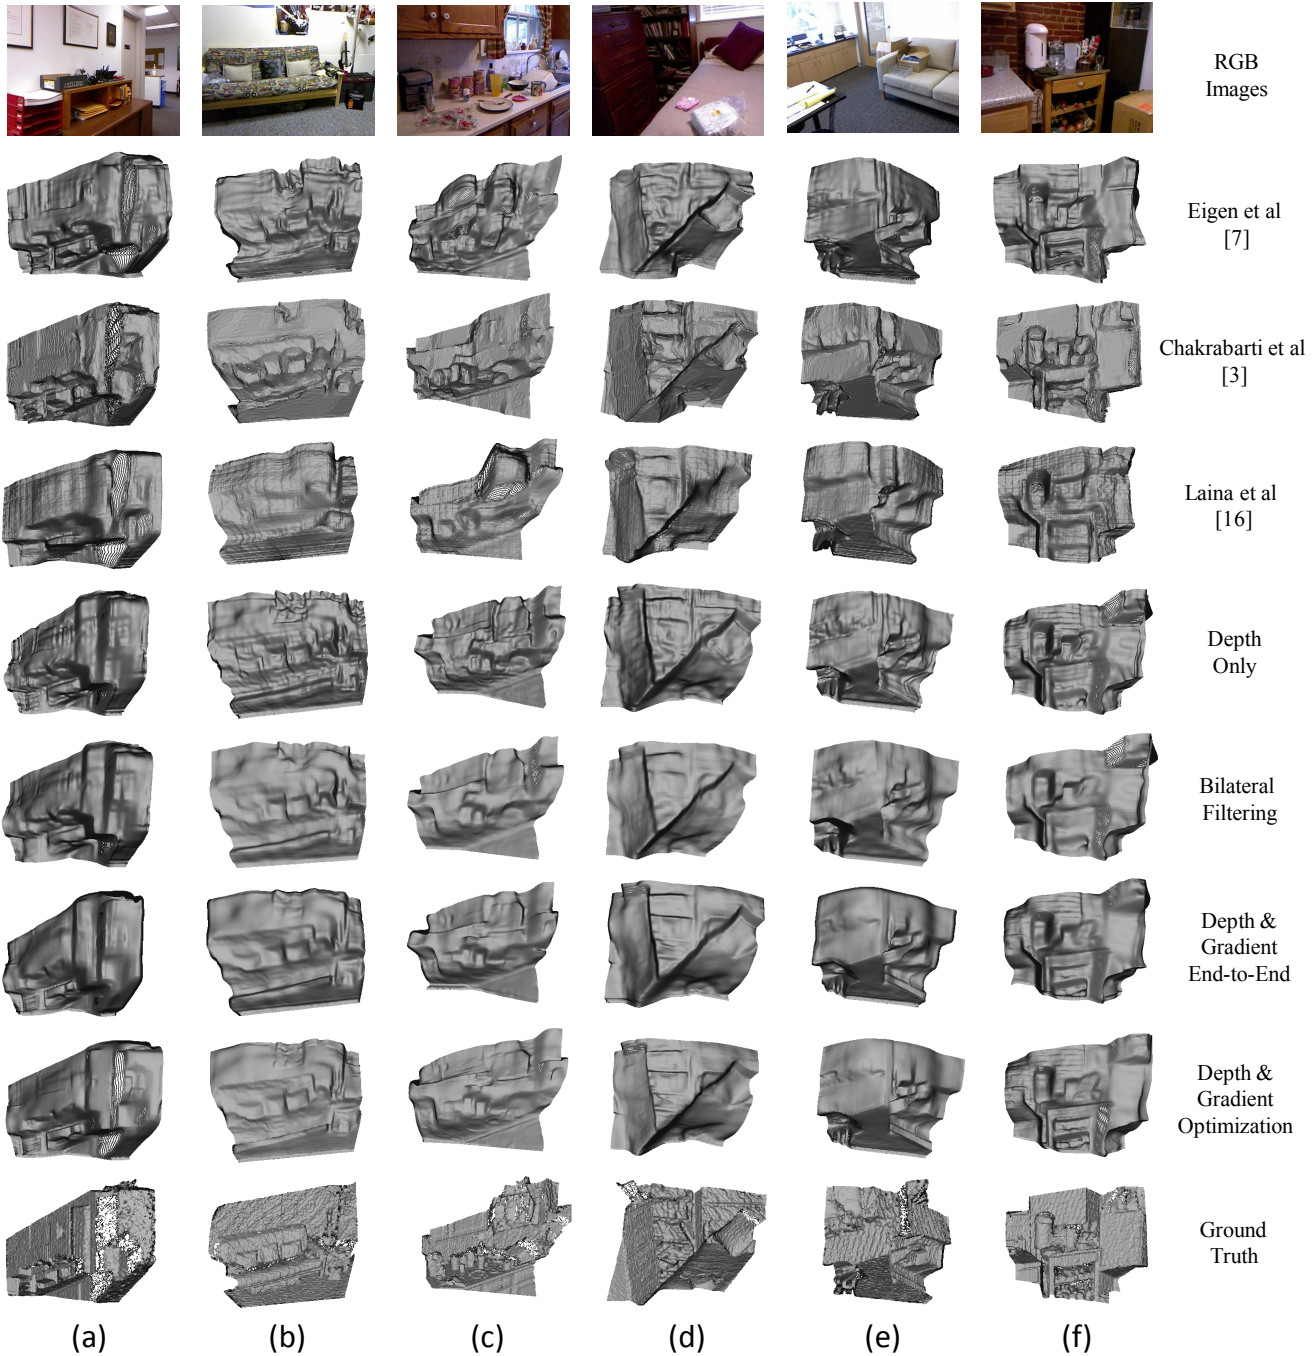 RGB
Images
Eigen et al
[7]
Chakrabarti et al
[3]
Laina et al
[16]
Depth
Only
Bilateral
Filtering
Depth &
Gradient
End-to-End
Depth &
Gradient
Optimization
Ground
Truth
(a) (b) (c) (d) (e) (f)